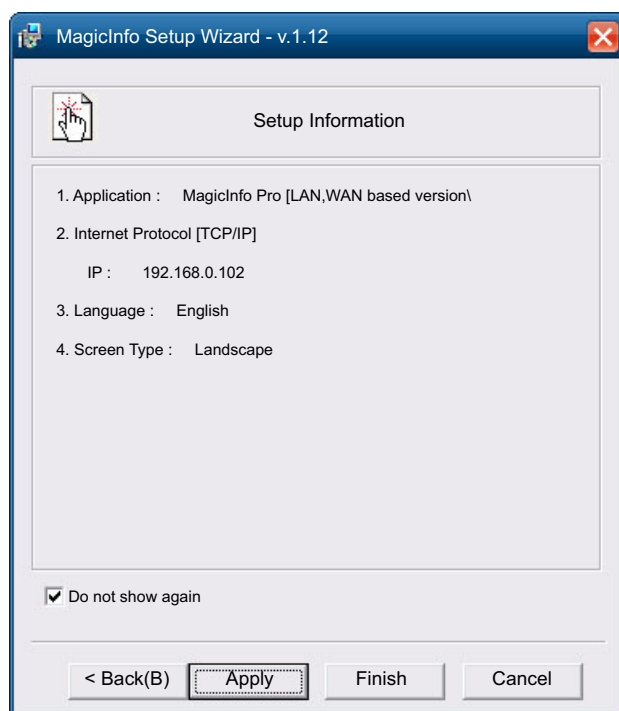 MagicInfo Setup Wizard - v.1.12
Setup Information
1. Application : MagicInfo Pro [LAN,WAN based version\
2. Internet Protocol [TCP/IP]
IP : 192.168.0.102
3. Language : English
4. Screen Type : Landscape
Do not show again
< Back(B) Apply Finish Cancel